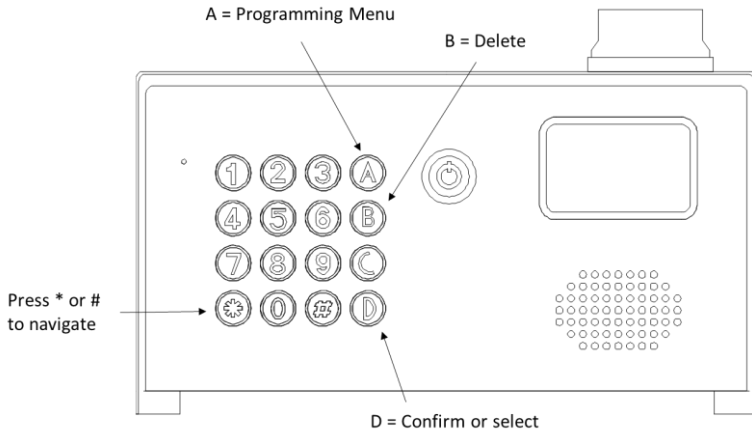 A = Programming Menu
B = Delete
1 2 3 A
4 5 6 B
7 8 9 C
* 0 # D
Press * or #
to navigate
D = Confirm or select